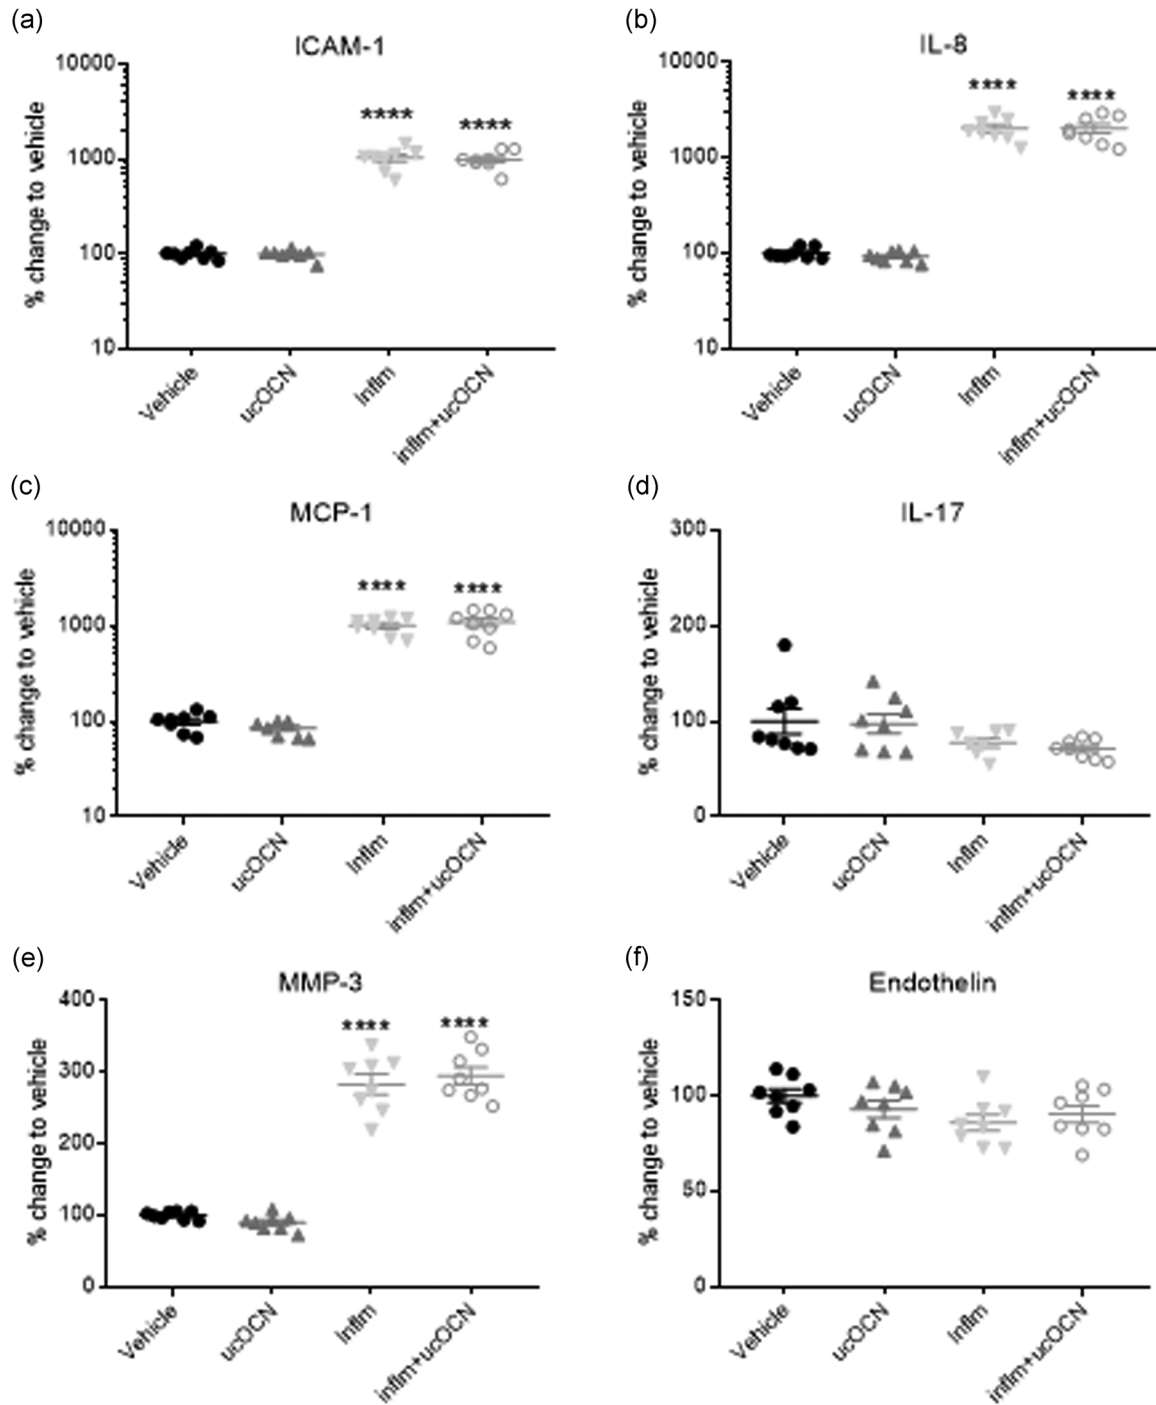 (a)
ICAM-1
% change to vehicle
10000
1000
100
10
**** ****
Vehicle
ucOCN
Inflm
inflm+ucOCN
(b)
IL-8
% change to vehicle
10000
1000
100
10
**** ****
Vehicle
ucOCN
Inflm
inflm+ucOCN
(c)
MCP-1
% change to vehicle
10000
1000
100
10
**** ****
Vehicle
ucOCN
Inflm
inflm+ucOCN
(d)
IL-17
% change to vehicle
300
200
100
0
Vehicle
ucOCN
Inflm
inflm+ucOCN
(e)
MMP-3
% change to vehicle
400
300
200
100
0
**** ****
Vehicle
ucOCN
Inflm
inflm+ucOCN
(f)
Endothelin
% change to vehicle
150
100
50
0
Vehicle
ucOCN
Inflm
inflm+ucOCN